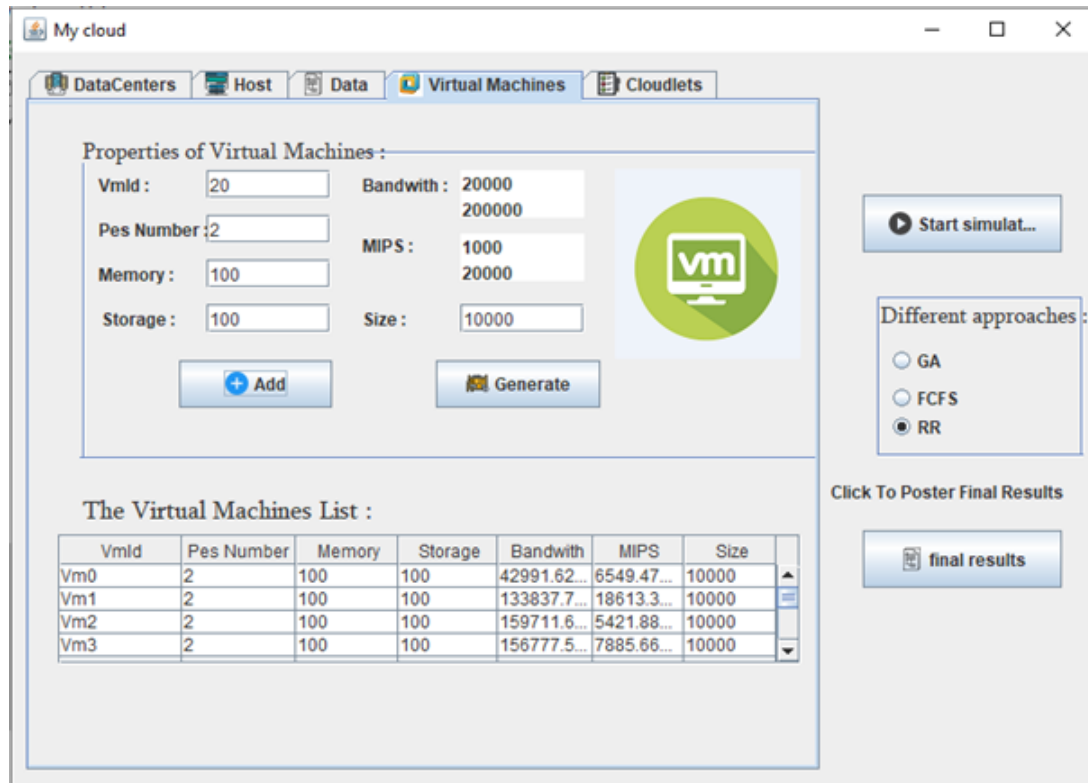 My cloud
DataCenters Host Data Virtual Machines Cloudlets
Properties of Virtual Machines :
VmId : 20 Bandwith : 20000
200000
Pes Number : 2 MIPS : 1000
20000
Memory : 100
Storage : 100 Size : 10000
vm
Add Generate
The Virtual Machines List :
VmId Pes Number Memory Storage Bandwith MIPS Size
Vm0 2 100 100 42991.62... 6549.47... 10000
Vm1 2 100 100 133837.7... 18613.3... 10000
Vm2 2 100 100 159711.6... 5421.88... 10000
Vm3 2 100 100 156777.5... 7885.66... 10000
Start simulat...
Different approaches :
GA
FCFS
RR
Click To Poster Final Results
final results